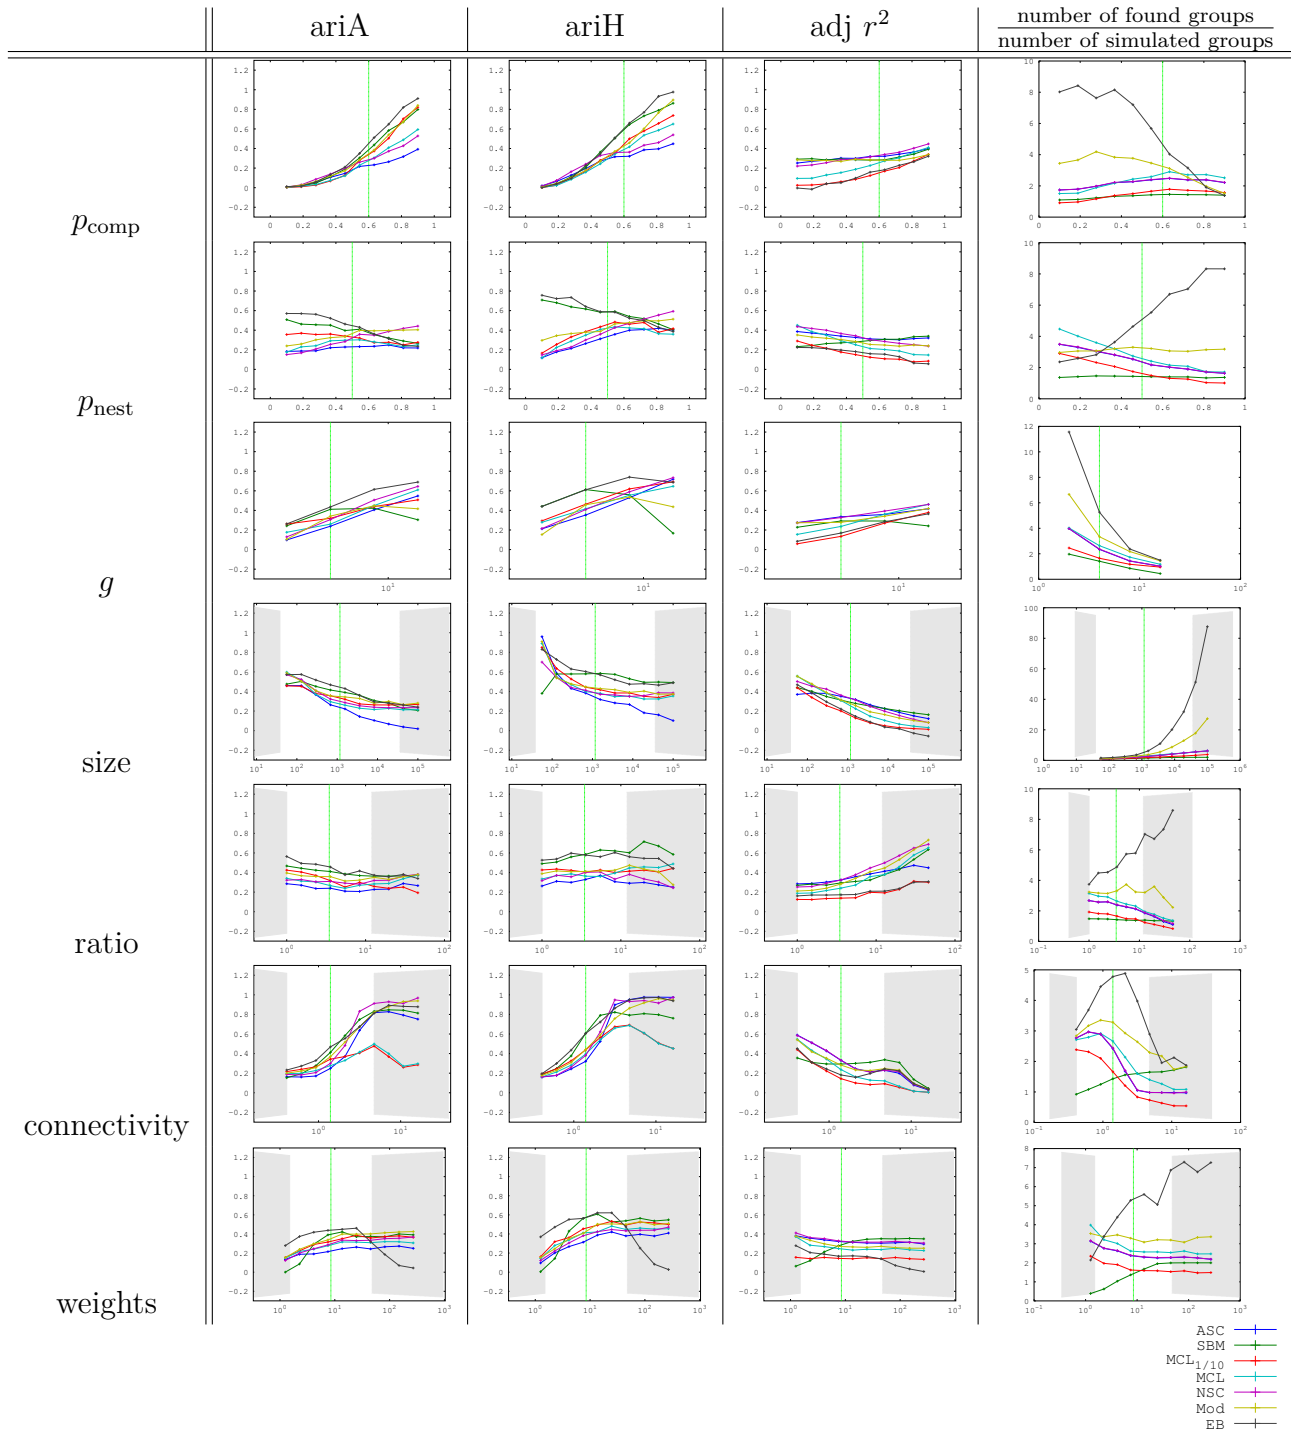 ariA ariH adj r² number of found groups
number of simulated groups
p_comp
p_nest
g
size
ratio
connectivity
weights
ASC
SBM
MCL_1/10
MCL
NSC
Mod
EB